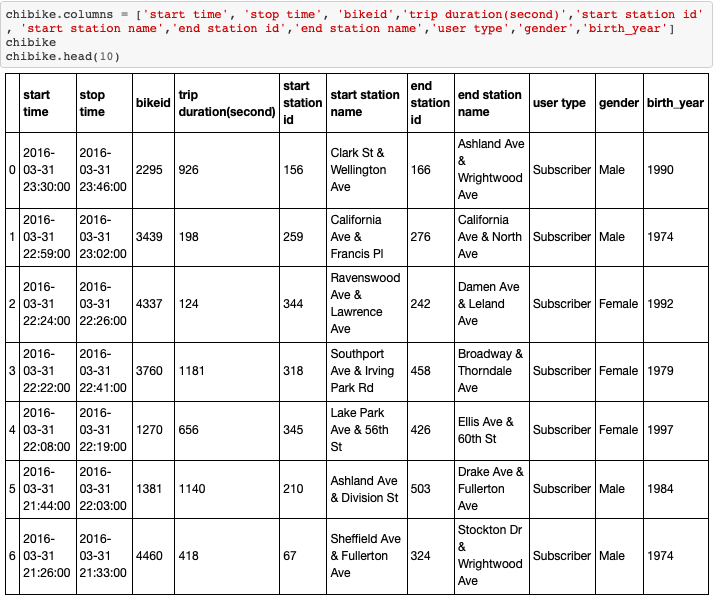 chibike.columns = ['start time', 'stop time', 'bikeid','trip duration(second)','start station id'
, 'start station name','end station id','end station name','user type','gender','birth_year']
chibike
chibike.head(10)
start time stop time bikeid trip duration(second) start station id start station name end station id end station name user type gender birth_year
0 2016-03-31 23:30:00 2016-03-31 23:46:00 2295 926 156 Clark St & Wellington Ave 166 Ashland Ave & Wrightwood Ave Subscriber Male 1990
1 2016-03-31 22:59:00 2016-03-31 23:02:00 3439 198 259 California Ave & Francis Pl 276 California Ave & North Ave Subscriber Male 1974
2 2016-03-31 22:24:00 2016-03-31 22:26:00 4337 124 344 Ravenswood Ave & Lawrence Ave 242 Damen Ave & Leland Ave Subscriber Female 1992
3 2016-03-31 22:22:00 2016-03-31 22:41:00 3760 1181 318 Southport Ave & Irving Park Rd 458 Broadway & Thorndale Ave Subscriber Female 1979
4 2016-03-31 22:08:00 2016-03-31 22:19:00 1270 656 345 Lake Park Ave & 56th St 426 Ellis Ave & 60th St Subscriber Female 1997
5 2016-03-31 21:44:00 2016-03-31 22:03:00 1381 1140 210 Ashland Ave & Division St 503 Drake Ave & Fullerton Ave Subscriber Male 1984
6 2016-03-31 21:26:00 2016-03-31 21:33:00 4460 418 67 Sheffield Ave & Fullerton Ave 324 Stockton Dr & Wrightwood Ave Subscriber Male 1974